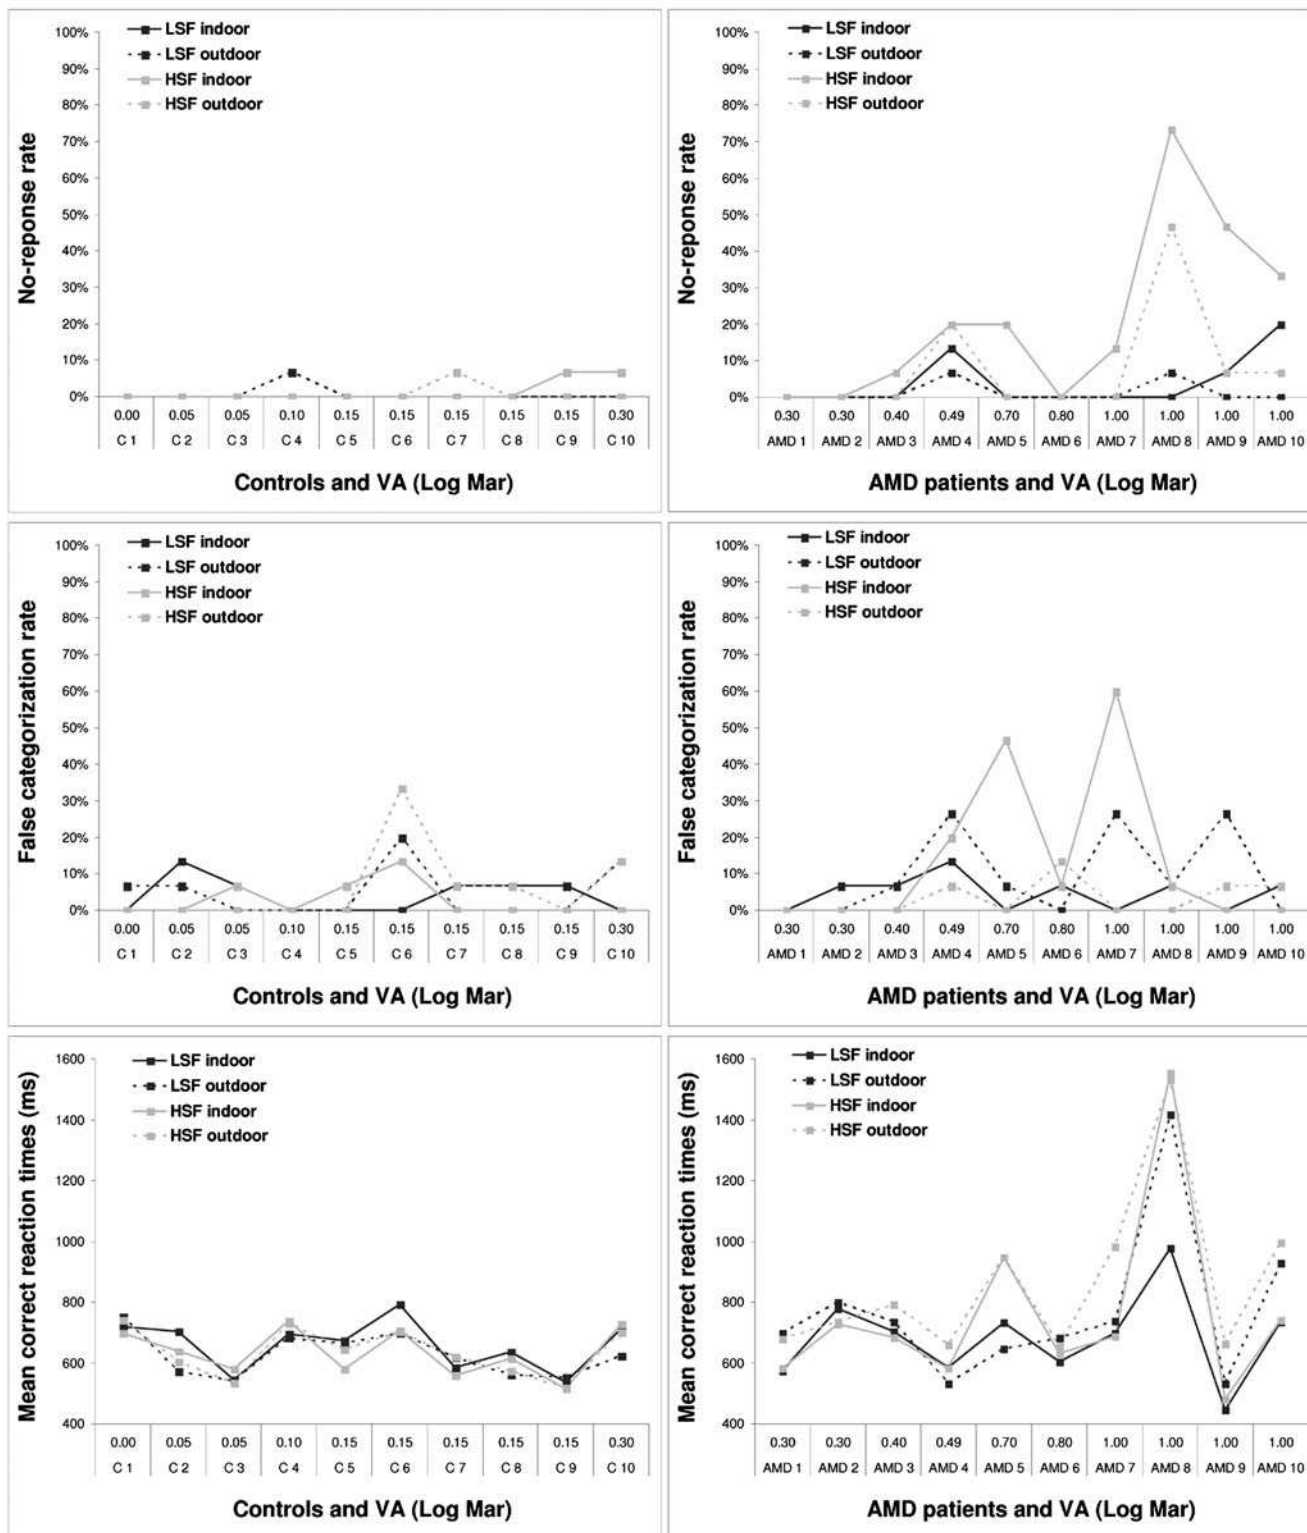 LSF indoor
LSF outdoor
HSF indoor
HSF outdoor
100%
90%
80%
70%
60%
50%
40%
30%
20%
10%
0%
No-reponse rate
0.00 0.05 0.05 0.10 0.15 0.15 0.15 0.15 0.15 0.30
C 1 C 2 C 3 C 4 C 5 C 6 C 7 C 8 C 9 C 10
Controls and VA (Log Mar)
LSF indoor
LSF outdoor
HSF indoor
HSF outdoor
100%
90%
80%
70%
60%
50%
40%
30%
20%
10%
0%
No-reponse rate
0.30 0.30 0.40 0.49 0.70 0.80 1.00 1.00 1.00 1.00
AMD 1 AMD 2 AMD 3 AMD 4 AMD 5 AMD 6 AMD 7 AMD 8 AMD 9 AMD 10
AMD patients and VA (Log Mar)
LSF indoor
LSF outdoor
HSF indoor
HSF outdoor
100%
90%
80%
70%
60%
50%
40%
30%
20%
10%
0%
False categorization rate
0.00 0.05 0.05 0.10 0.15 0.15 0.15 0.15 0.15 0.30
C 1 C 2 C 3 C 4 C 5 C 6 C 7 C 8 C 9 C 10
Controls and VA (Log Mar)
LSF indoor
LSF outdoor
HSF indoor
HSF outdoor
100%
90%
80%
70%
60%
50%
40%
30%
20%
10%
0%
False categorization rate
0.30 0.30 0.40 0.49 0.70 0.80 1.00 1.00 1.00 1.00
AMD 1 AMD 2 AMD 3 AMD 4 AMD 5 AMD 6 AMD 7 AMD 8 AMD 9 AMD 10
AMD patients and VA (Log Mar)
LSF indoor
LSF outdoor
HSF indoor
HSF outdoor
1600
1400
1200
1000
800
600
400
Mean correct reaction times (ms)
0.00 0.05 0.05 0.10 0.15 0.15 0.15 0.15 0.15 0.30
C 1 C 2 C 3 C 4 C 5 C 6 C 7 C 8 C 9 C 10
Controls and VA (Log Mar)
LSF indoor
LSF outdoor
HSF indoor
HSF outdoor
1600
1400
1200
1000
800
600
400
Mean correct reaction times (ms)
0.30 0.30 0.40 0.49 0.70 0.80 1.00 1.00 1.00 1.00
AMD 1 AMD 2 AMD 3 AMD 4 AMD 5 AMD 6 AMD 7 AMD 8 AMD 9 AMD 10
AMD patients and VA (Log Mar)